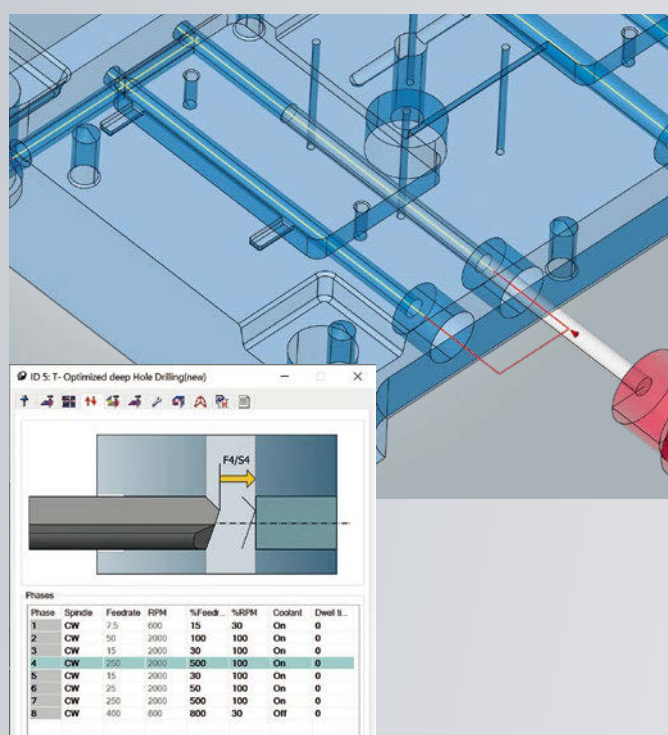 ID 5: T- Optimized deep Hole Drilling(new)
F4/S4
Phases
Phase Spindle Feedrate RPM %Feedr... %RPM Coolant Dwel ti...
1 CW 7.5 600 15 30 On 0
2 CW 50 2000 100 100 On 0
3 CW 15 2000 30 100 On 0
4 CW 250 2000 500 100 On 0
5 CW 15 2000 30 100 On 0
6 CW 25 2000 50 100 On 0
7 CW 250 2000 500 100 On 0
8 CW 400 600 800 30 Off 0